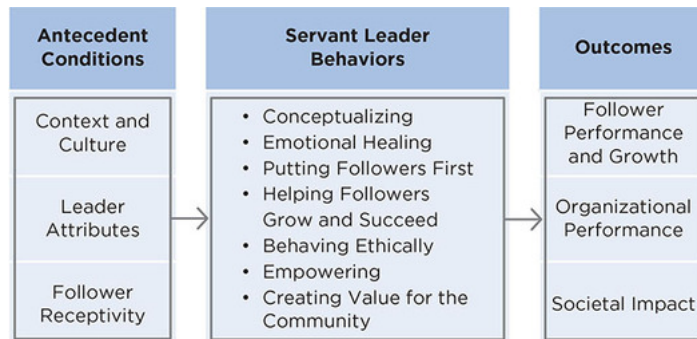 Antecedent
Conditions
Context and
Culture
Leader
Attributes
Follower
Receptivity
Servant Leader
Behaviors
• Conceptualizing
• Emotional Healing
• Putting Followers First
• Helping Followers
Grow and Succeed
• Behaving Ethically
• Empowering
• Creating Value for the
Community
Outcomes
Follower
Performance
and Growth
Organizational
Performance
Societal Impact